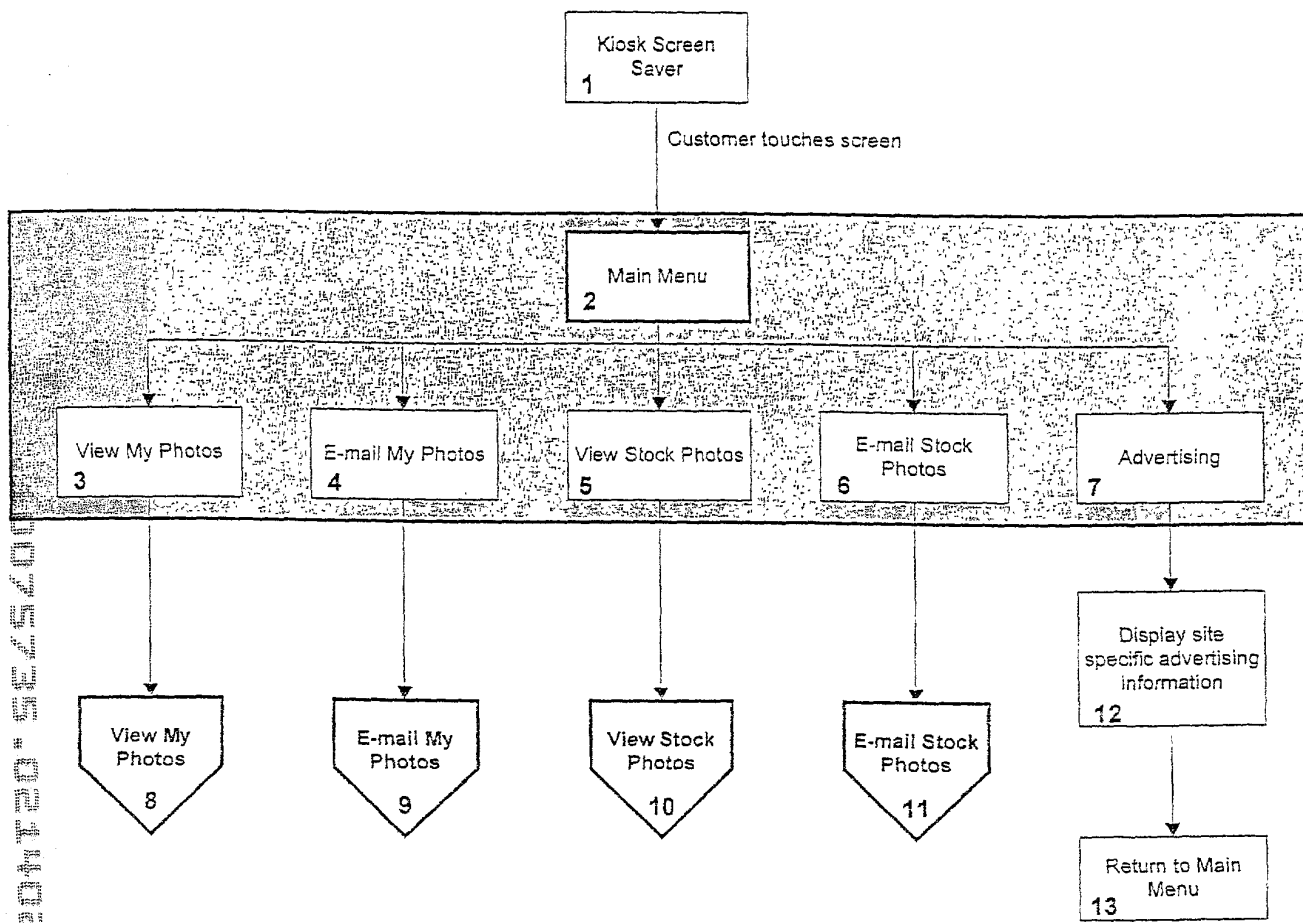 Kiosk Screen
Saver
1
Customer touches screen
Main Menu
2
View My Photos
3
E-mail My Photos
4
View Stock Photos
5
E-mail Stock
Photos
6
Advertising
7
View My
Photos
8
E-mail My
Photos
9
View Stock
Photos
10
E-mail Stock
Photos
11
Display site
specific advertising
information
12
Return to Main
Menu
13